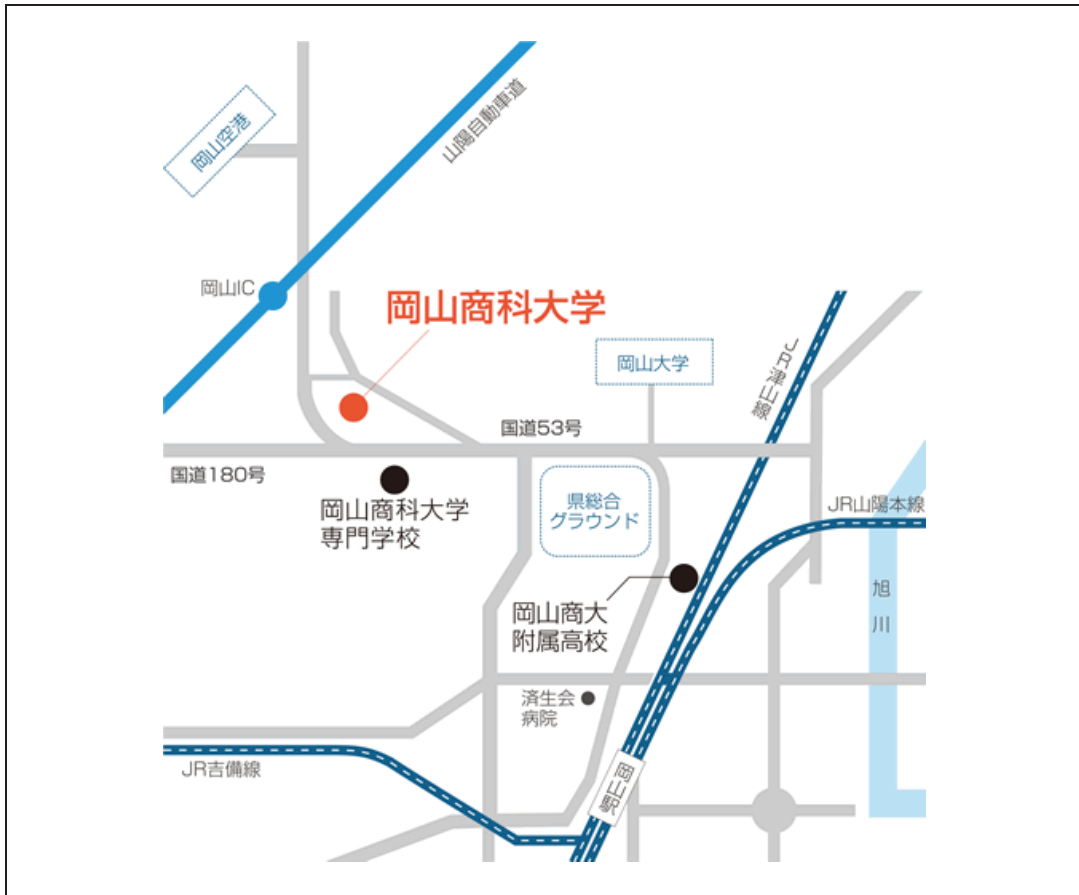 山陽自動車道
岡山空港
岡山IC
岡山商科大学
岡山大学
JR津山線
国道53号
国道180号
岡山商科大学
専門学校
県総合
グラウンド
JR山陽本線
旭川
岡山商大
附属高校
済生会
病院
JR吉備線
岡山駅